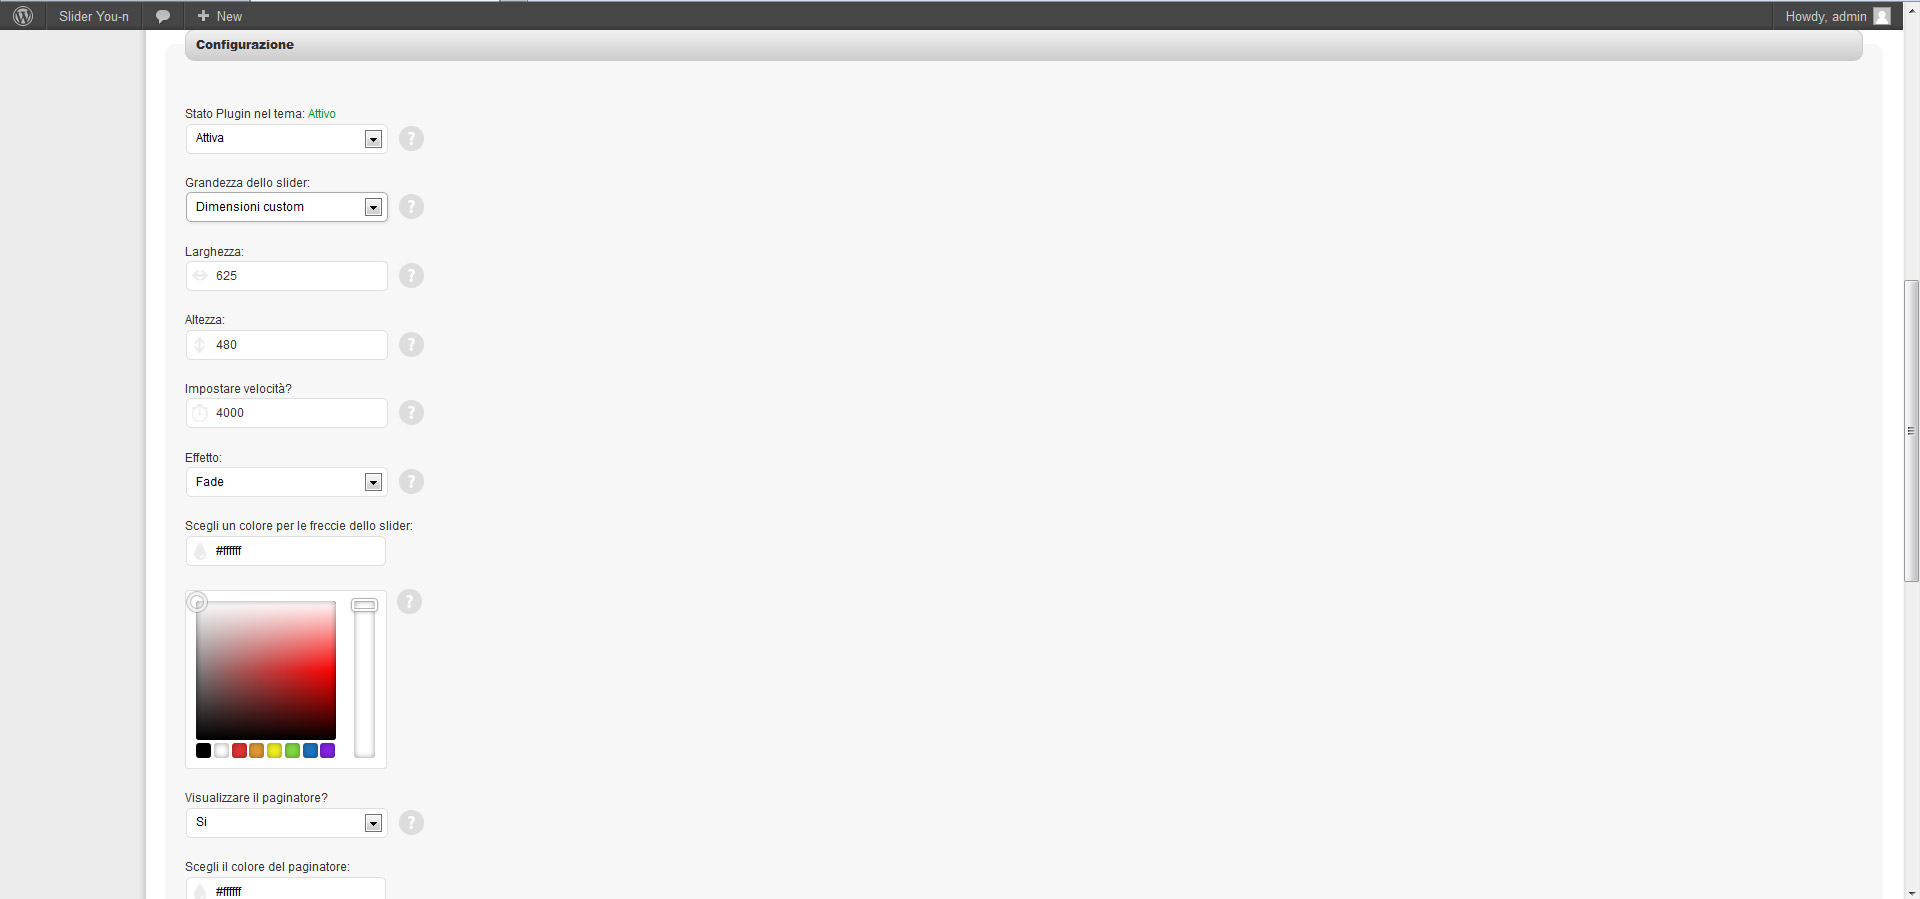 Slider You-n
New
Howdy, admin
Configurazione
Stato Plugin nel tema: Attivo
Attiva
?
Grandezza dello slider:
Dimensioni custom
?
Larghezza:
625
?
Altezza:
480
?
Impostare velocità?
4000
?
Effetto:
Fade
?
Scegli un colore per le freccie dello slider:
#ffffff
?
Visualizzare il paginatore?
Si
?
Scegli il colore del paginatore:
#ffffff